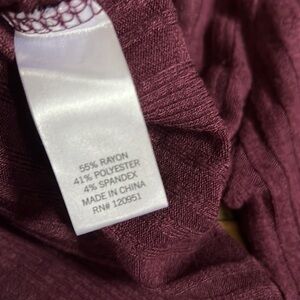 55% RAYON
41% POLYESTER
4% SPANDEX
MADE IN CHINA
RN# 120951